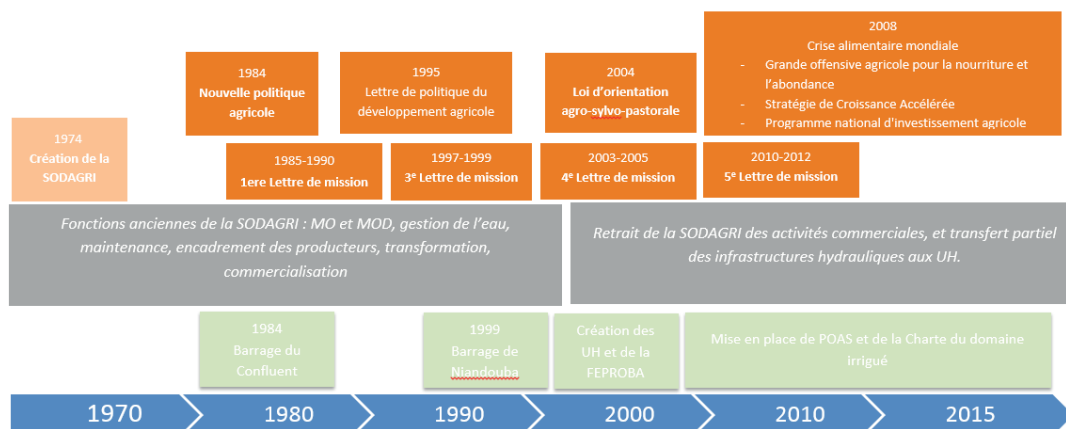 2008
Crise alimentaire mondiale
- Grande offensive agricole pour la nourriture et
l'abondance
- Stratégie de Croissance Accélérée
- Programme national d'investissement agricole
1984
Nouvelle politique
agricole
1995
Lettre de politique du
développement agricole
2004
Loi d'orientation
agro-sylvo-pastorale
1974
Création de la
SODAGRI
1985-1990
1ere Lettre de mission
1997-1999
3e Lettre de mission
2003-2005
4e Lettre de mission
2010-2012
5e Lettre de mission
Fonctions anciennes de la SODAGRI : MO et MOD, gestion de l'eau,
maintenance, encadrement des producteurs, transformation,
commercialisation
Retrait de la SODAGRI des activités commerciales, et transfert partiel
des infrastructures hydrauliques aux UH.
1984
Barrage du
Confluent
1999
Barrage de
Niandouba
Création des
UH et de la
FEPROBA
Mise en place de POAS et de la Charte du domaine
irrigué
1970
1980
1990
2000
2010
2015